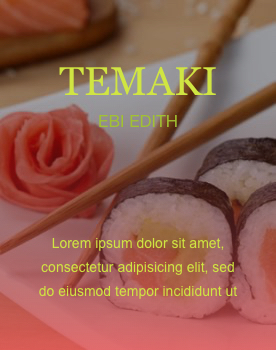 TEMAKI
EBI EDITH
Lorem ipsum dolor sit amet,
consectetur adipisicing elit, sed
do eiusmod tempor incididunt ut